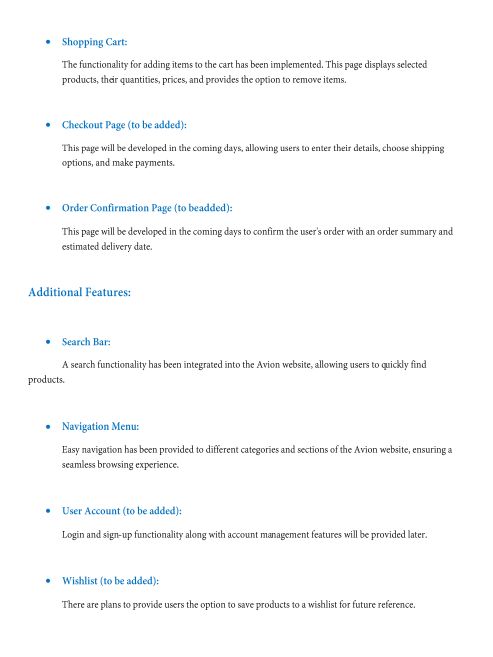 • Shopping Cart:
The functionality for adding items to the cart has been implemented. This page displays selected
products, their quantities, prices, and provides the option to remove items.
• Checkout Page (to be added):
This page will be developed in the coming days, allowing users to enter their details, choose shipping
options, and make payments.
• Order Confirmation Page (to beadded):
This page will be developed in the coming days to confirm the user's order with an order summary and
estimated delivery date.
Additional Features:
• Search Bar:
A search functionality has been integrated into the Avion website, allowing users to quickly find
products.
• Navigation Menu:
Easy navigation has been provided to different categories and sections of the Avion website, ensuring a
seamless browsing experience.
• User Account (to be added):
Login and sign-up functionality along with account management features will be provided later.
• Wishlist (to be added):
There are plans to provide users the option to save products to a wishlist for future reference.